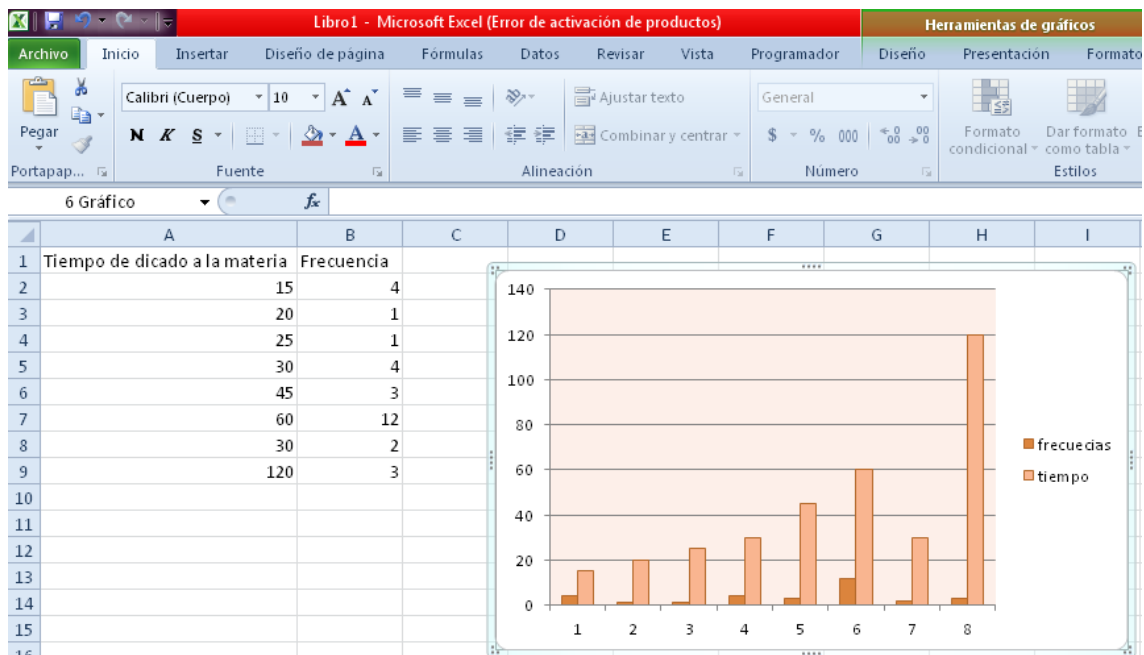 Libro1 - Microsoft Excel (Error de activación de productos)
Herramientas de gráficos
Archivo Inicio Insertar Diseño de página Fórmulas Datos Revisar Vista Programador Diseño Presentación Formato
Calibri (Cuerpo) 10 A A Ajustar texto General
Pegar N K S A Combinar y centrar $ % 000 Formato condicional Dar formato como tabla
Portapap... Fuente Alineación Número Estilos
6 Gráfico fx
A B C D E F G H I
1 Tiempo de dicado a la materia Frecuencia
2 15 4
3 20 1
4 25 1
5 30 4
6 45 3
7 60 12
8 30 2
9 120 3
10
11
12
13
14
15
140
120
100
80
60
40
20
0
1 2 3 4 5 6 7 8
frecuecias
tiempo